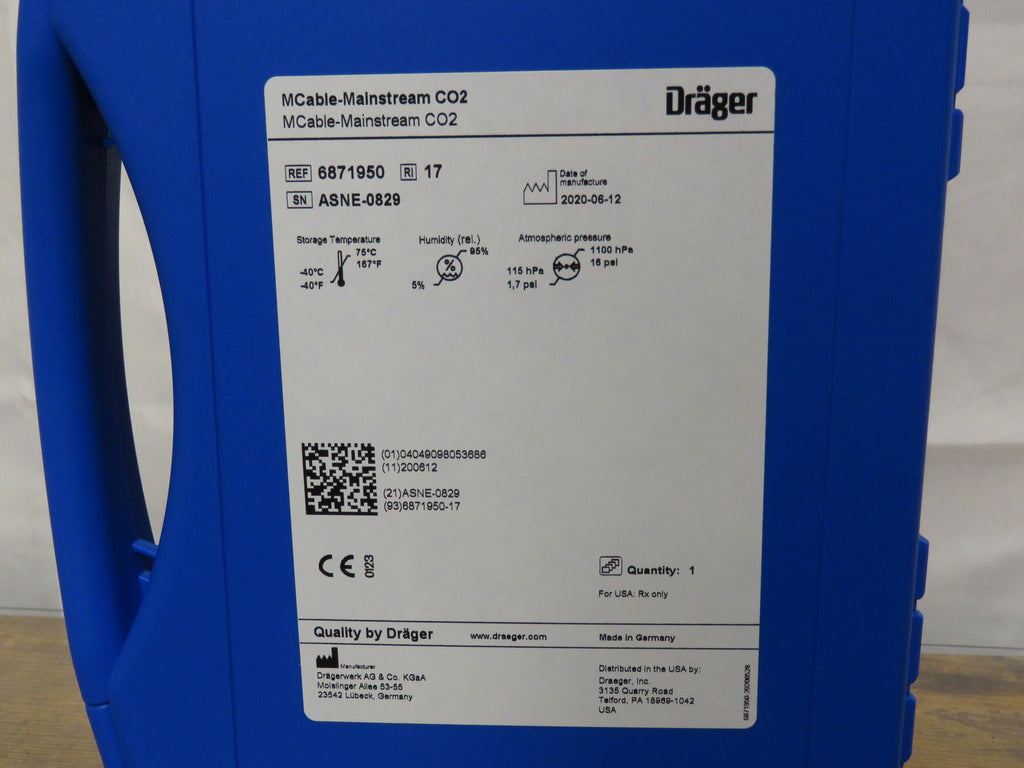 MCable-Mainstream CO2
MCable-Mainstream CO2
Dräger
REF 6871950 RI 17
SN ASNE-0829
Date of
manufacture
2020-06-12
Storage Temperature
75°C
167°F
-40°C
-40°F
Humidity (rel.)
95%
%
5%
Atmospheric pressure
1100 hPa
16 psi
115 hPa
1,7 psi
(01)04049098053686
(11)200612
(21)ASNE-0829
(93)6871950-17
CE 0123
Quantity: 1
For USA: Rx only
Quality by Dräger
www.draeger.com
Made in Germany
Manufacturer
Drägerwerk AG & Co. KGaA
Moislinger Allee 53-55
23542 Lübeck, Germany
Distributed in the USA by:
Draeger, Inc.
3135 Quarry Road
Telford, PA 18969-1042
USA
6871950-20200528